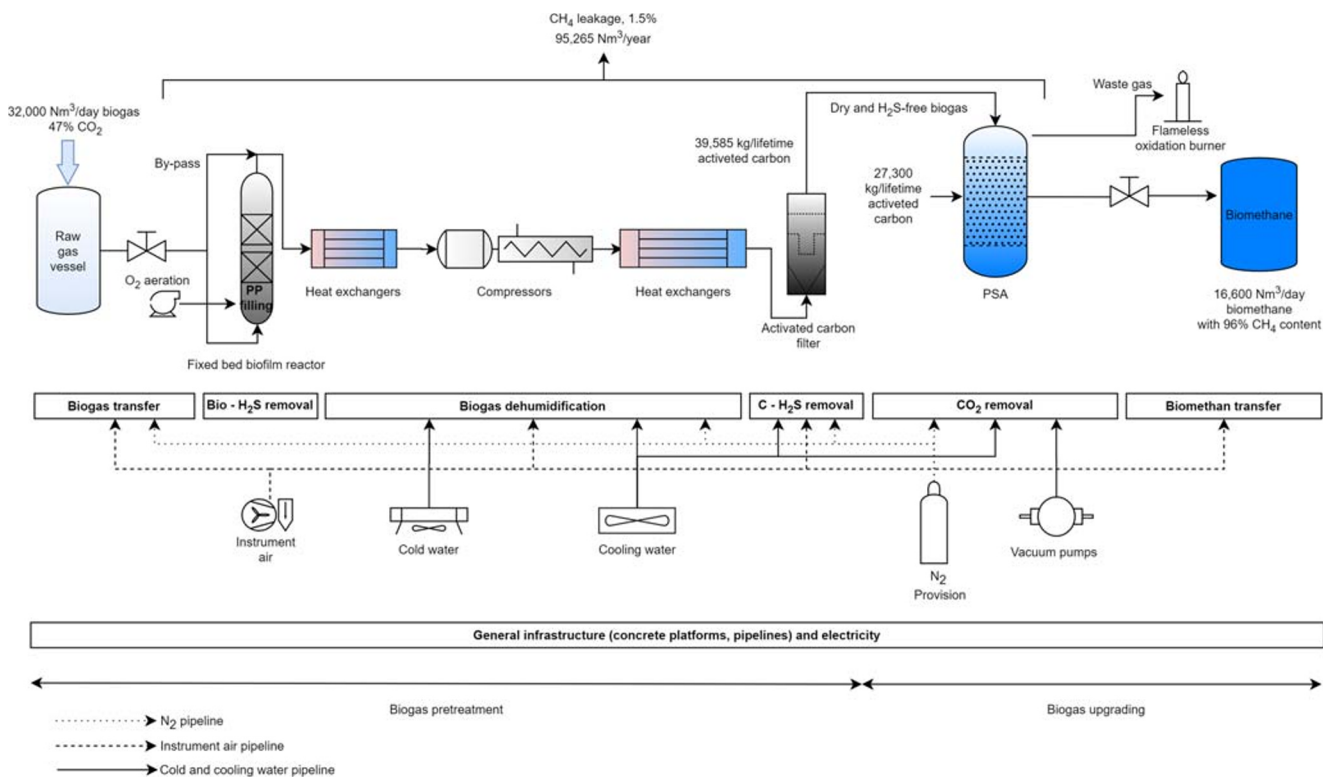 CH4 leakage, 1.5%
95,265 Nm3/year
32,000 Nm3/day biogas
47% CO2
By-pass
Raw
gas
vessel
O2 aeration
PP
filling
Fixed bed biofilm reactor
Heat exchangers
Compressors
Heat exchangers
39,585 kg/lifetime
activeted carbon
Activated carbon
filter
Dry and H2S-free biogas
27,300
kg/lifetime
activated
carbon
PSA
Waste gas
Flameless
oxidation burner
Biomethane
16,600 Nm3/day
biomethane
with 96% CH4 content
Biogas transfer
Bio - H2S removal
Biogas dehumidification
C - H2S removal
CO2 removal
Biomethan transfer
Instrument
air
Cold water
Cooling water
N2
Provision
Vacuum pumps
General infrastructure (concrete platforms, pipelines) and electricity
Biogas pretreatment
Biogas upgrading
N2 pipeline
Instrument air pipeline
Cold and cooling water pipeline